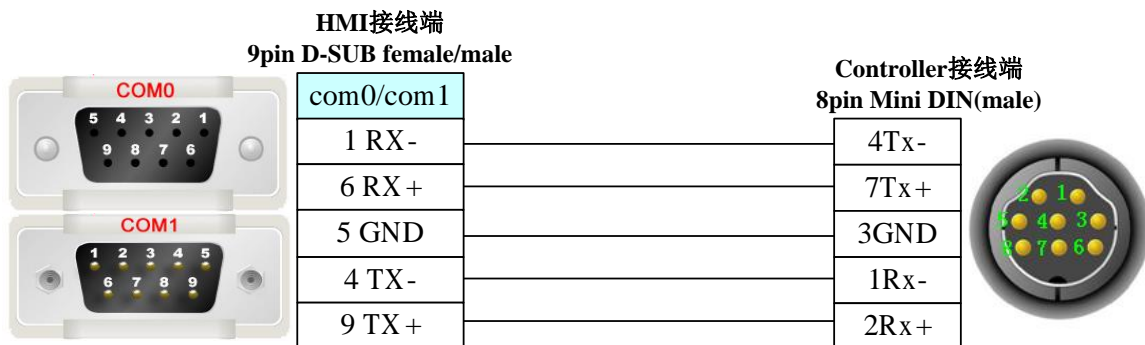 HMI接线端
9pin D-SUB female/male
COM0
5 4 3 2 1
9 8 7 6
COM1
1 2 3 4 5
6 7 8 9
com0/com1
1 RX-
6 RX+
5 GND
4 TX-
9 TX+
Controller接线端
8pin Mini DIN(male)
4Tx-
7Tx+
3GND
1Rx-
2Rx+
2 1
5 4 3
8 7 6